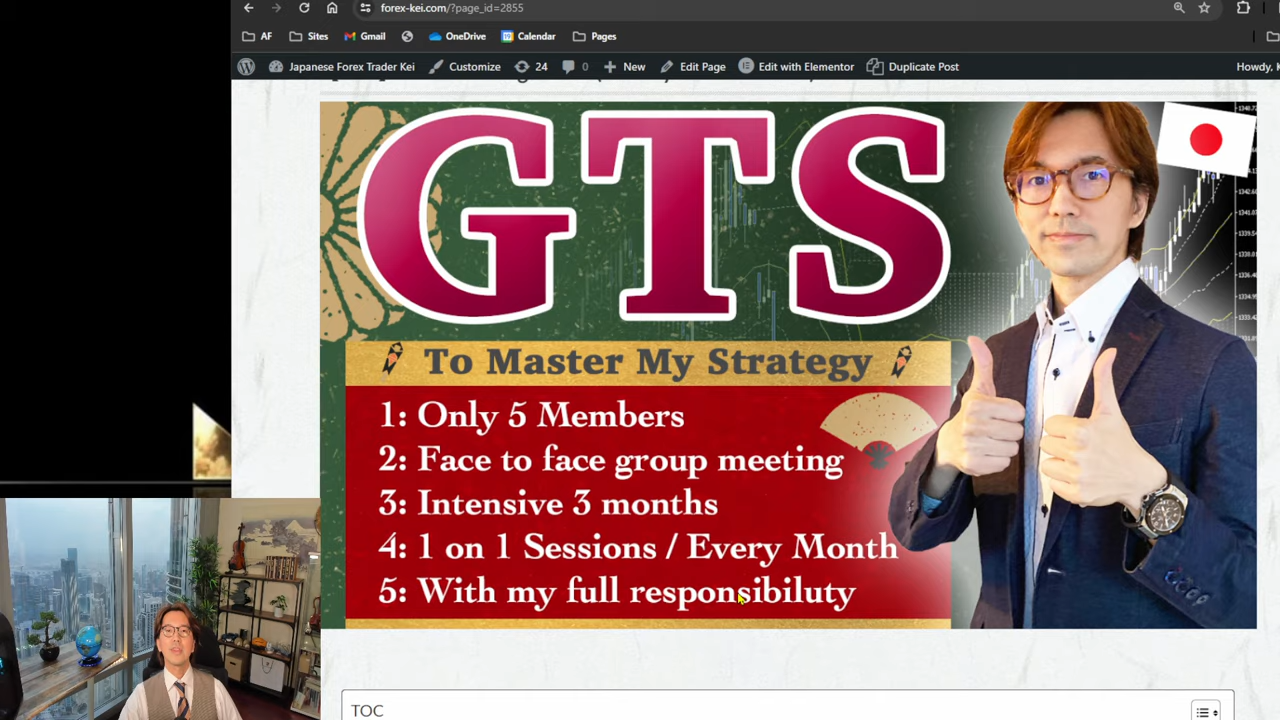 forex-kei.com/?page_id=2855
AF Sites Gmail OneDrive Calendar Pages
Japanese Forex Trader Kei Customize 24 0 New Edit Page Edit with Elementor Duplicate Post Howdy, K
GTS
To Master My Strategy
1: Only 5 Members
2: Face to face group meeting
3: Intensive 3 months
4: 1 on 1 Sessions / Every Month
5: With my full responsibiluty
TOC